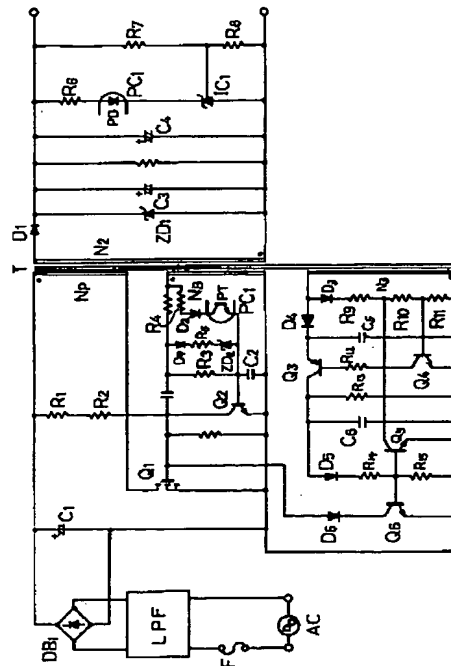 R7
R8
R6
PD
PC1
IC1
C4
C3
ZD1
D1
N2
T
NP
R4
D2
NB
PT
PC1
R5
ZD2
R3
C2
R1
R2
Q2
Q1
C1
DB1
LPF
F
AC
D4
D3
N3
R9
R10
R11
C5
Q3
R12
R13
Q4
C6
Q5
D5
R14
R15
D6
Q6